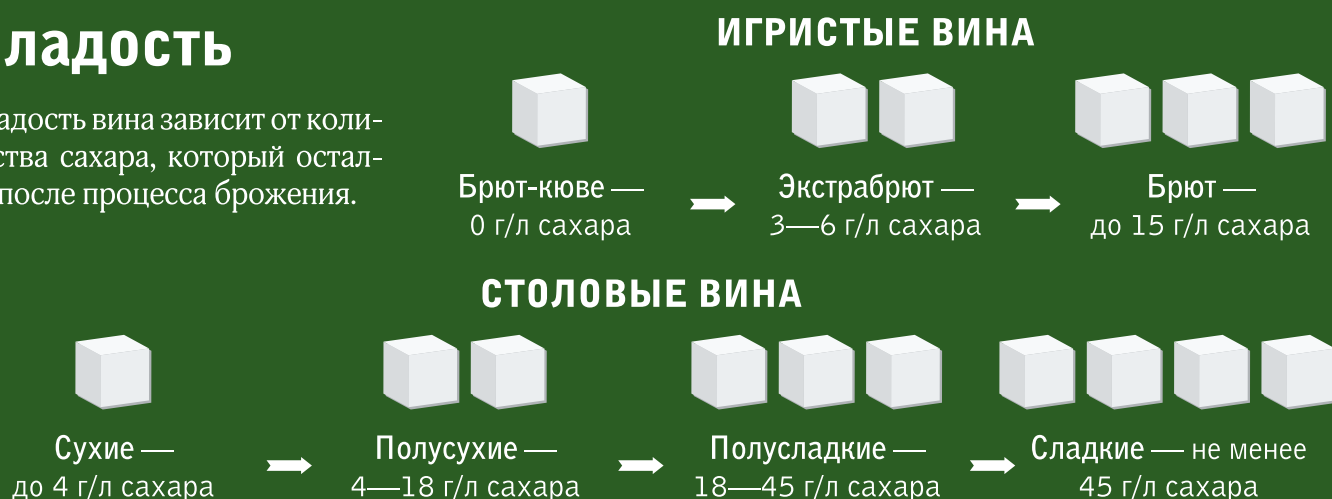 ладость
адость вина зависит от коли-
ства сахара, который остал-
после процесса брожения.
ИГРИСТЫЕ ВИНА
Брют-кюве —
0 г/л сахара
Экстрабрют —
3—6 г/л сахара
Брют —
до 15 г/л сахара
СТОЛОВЫЕ ВИНА
Сухие —
до 4 г/л сахара
Полусухие —
4—18 г/л сахара
Полусладкие —
18—45 г/л сахара
Сладкие — не менее
45 г/л сахара